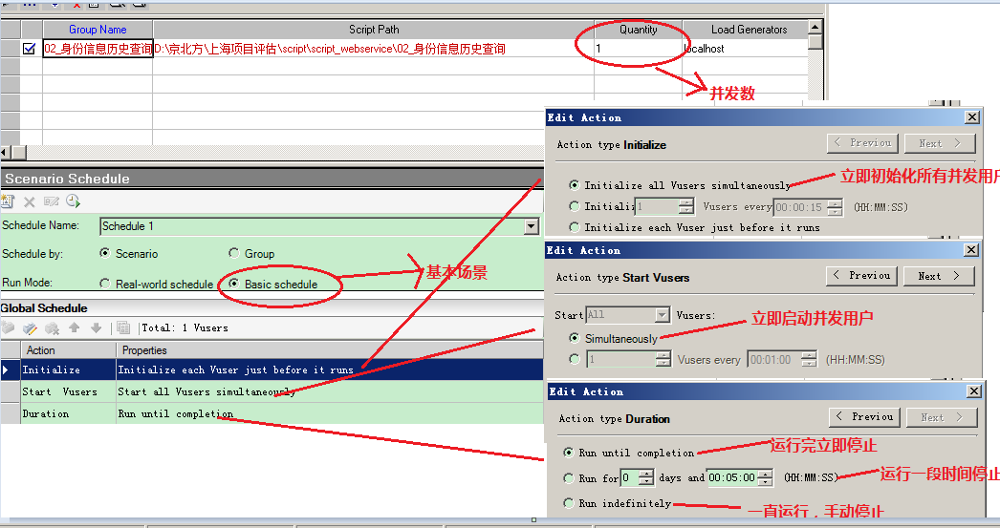 Group Name Script Path Quantity Load Generators
02_身份信息历史查询 D:\京北方\上海项目评估\script\script_webservice\02_身份信息历史查询 1 localhost
并发数
Edit Action
Action type Initialize < Previou Next >
Initialize all Vusers simultaneously 立即初始化所有并发用户
Initializ 1 Vusers every 00:00:15 (HH:MM:SS)
Initialize each Vuser just before it runs
Scenario Schedule
Schedule Name: Schedule 1
Schedule by: Scenario Group
Run Mode: Real-world schedule Basic schedule
基本场景
Global Schedule
Total: 1 Vusers
Action Properties
Initialize Initialize each Vuser just before it runs
Start Vusers Start all Vusers simultaneously
Duration Run until completion
Edit Action
Action type Start Vusers < Previou Next >
Start All Vusers:
Simultaneously 立即启动并发用户
1 Vusers every 00:01:00 (HH:MM:SS)
Edit Action
Action type Duration < Previou Next >
Run until completion 运行完立即停止
Run for 0 days and 00:05:00 (HH:MM:SS) 运行一段时间停止
Run indefinitely 一直运行，手动停止